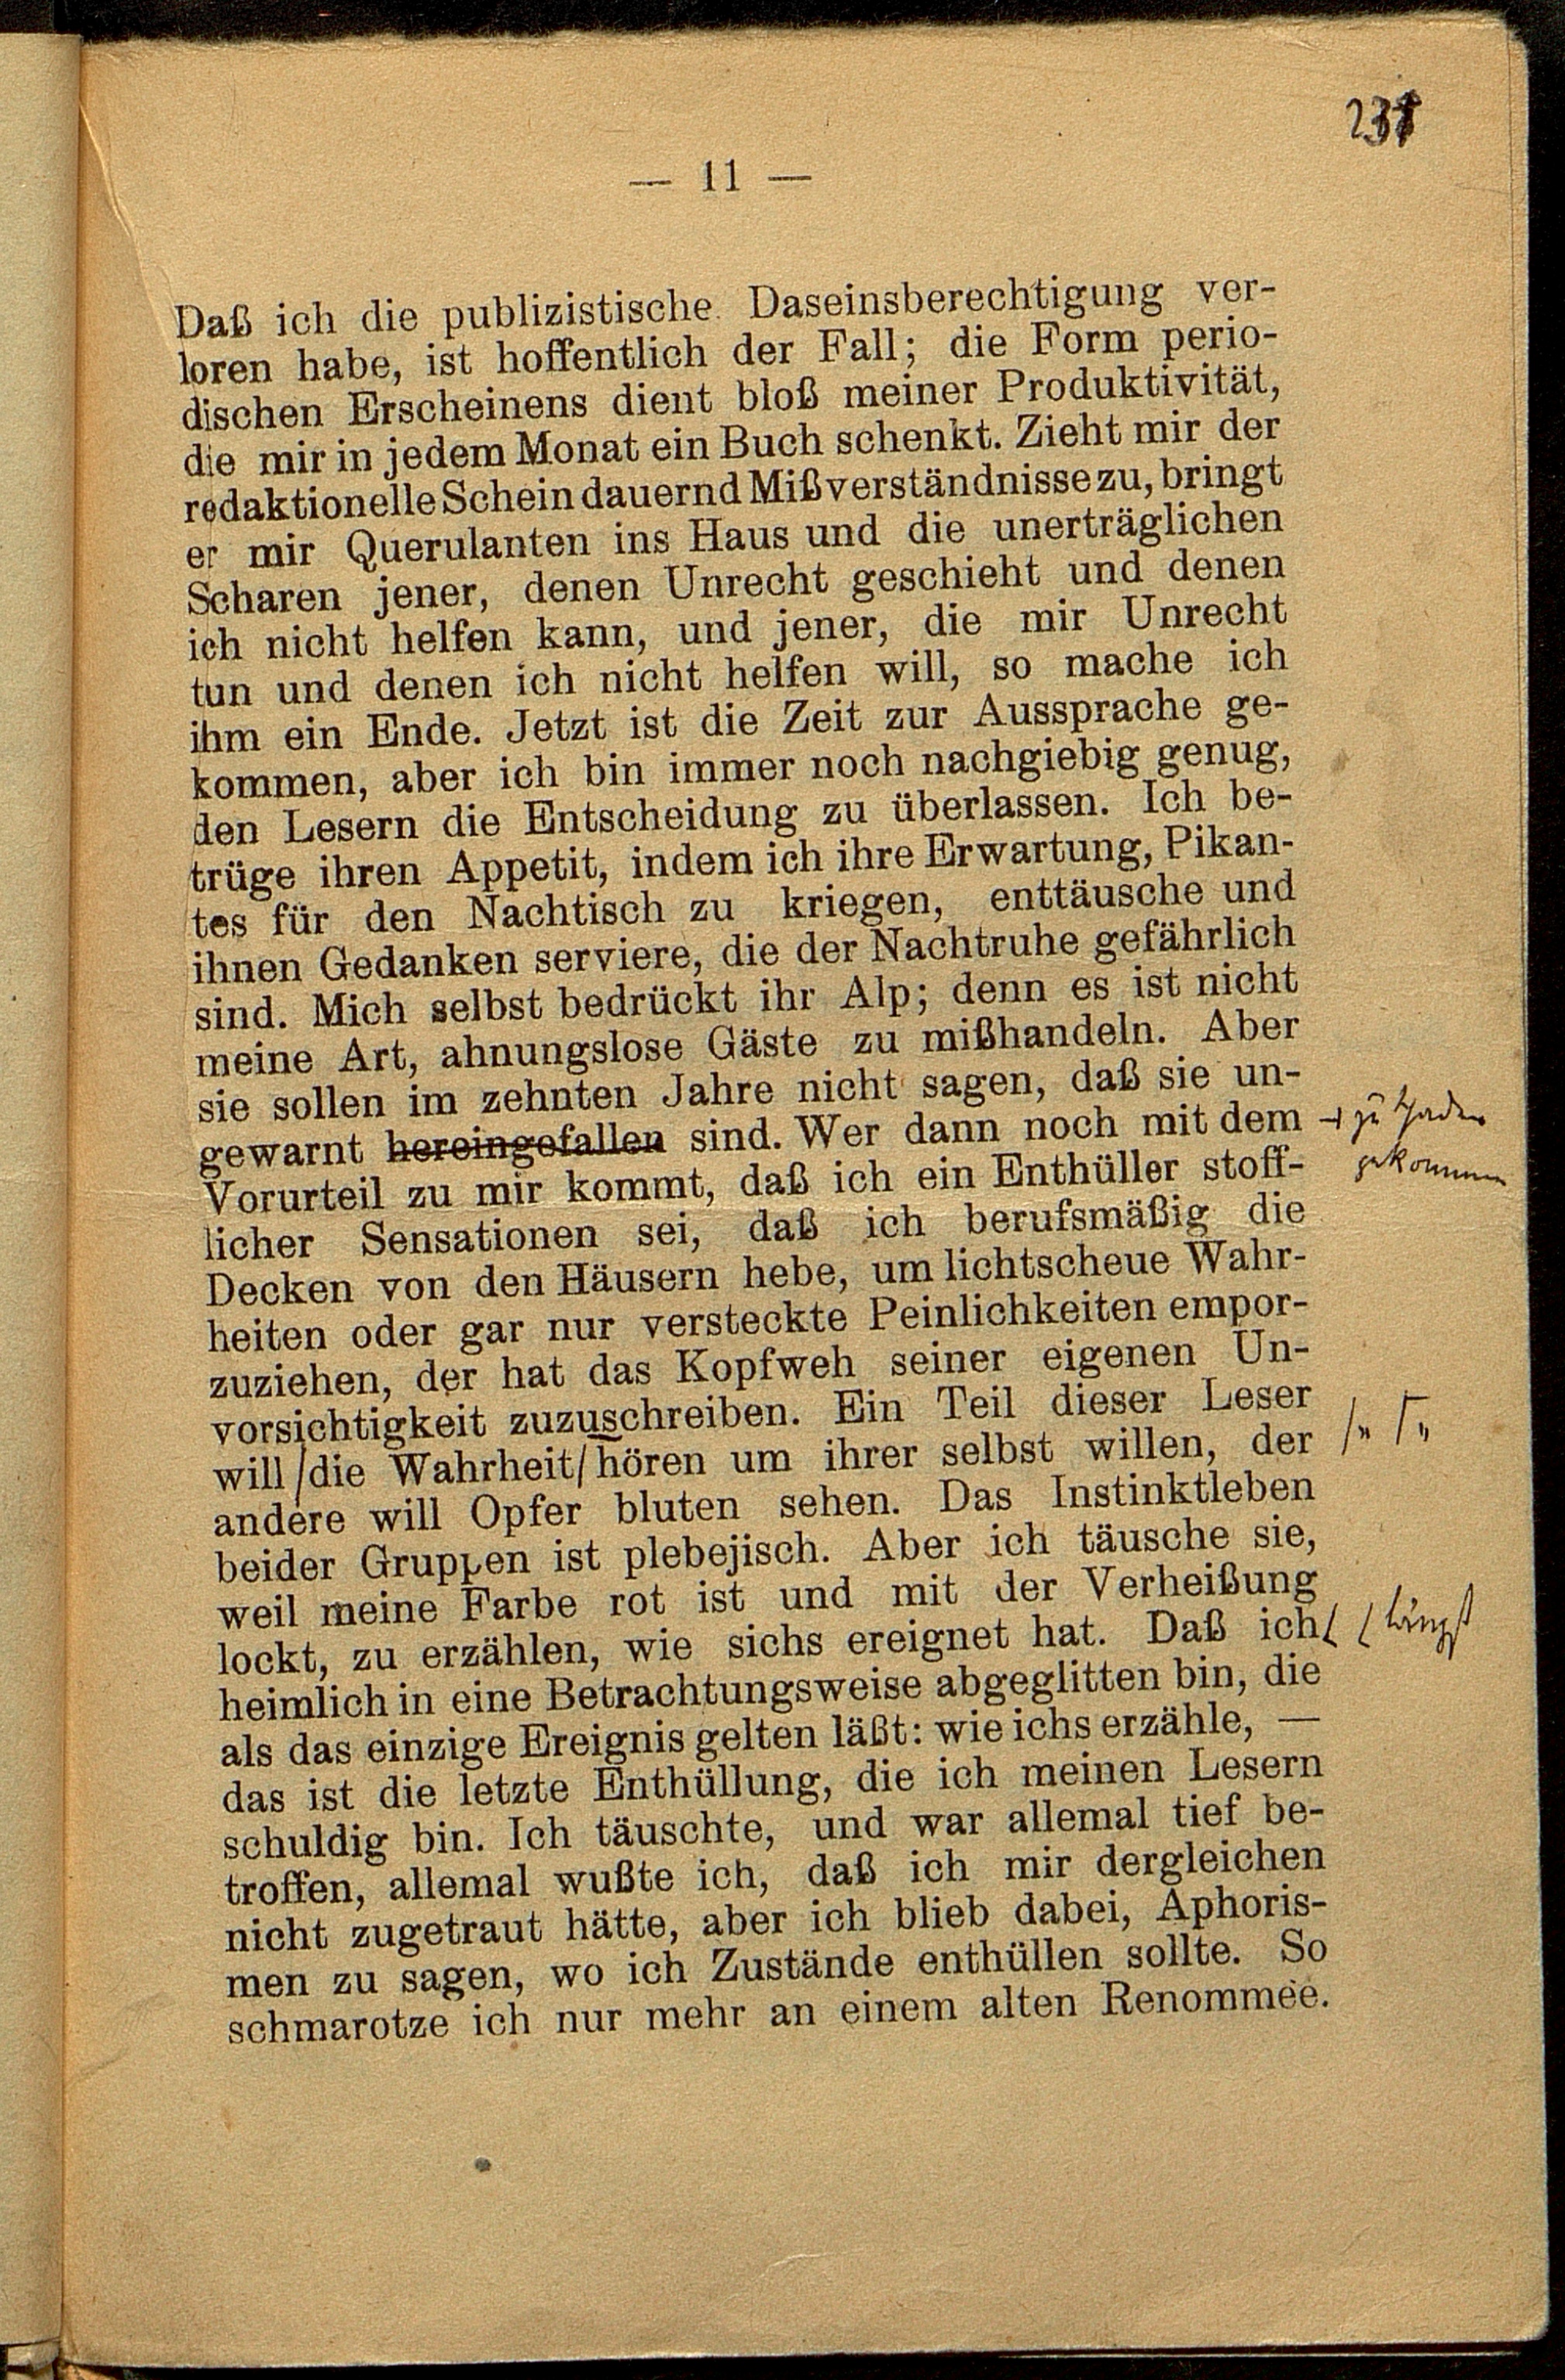 — 11 —
Daß ich die publizistische Daseinsberechtigung ver-
loren habe, ist hoffentlich der Fall; die Form perio-
dischen Erscheinens dient bloß meiner Produktivität,
die mir in jedem Monat ein Buch schenkt. Zieht mir der
redaktionelle Schein dauernd Mißverständnisse zu, bringt
er mir Querulanten ins Haus und die unerträglichen
Scharen jener, denen Unrecht geschieht und denen
ich nicht helfen kann, und jener, die mir Unrecht
tun und denen ich nicht helfen will, so mache ich
ihm ein Ende. Jetzt ist die Zeit zur Aussprache ge-
kommen, aber ich bin immer noch nachgiebig genug,
den Lesern die Entscheidung zu überlassen. Ich be-
trüge ihren Appetit, indem ich ihre Erwartung, Pikan-
tes für den Nachtisch zu kriegen, enttäusche und
ihnen Gedanken serviere, die der Nachtruhe gefährlich
sind. Mich selbst bedrückt ihr Alp; denn es ist nicht
meine Art, ahnungslose Gäste zu mißhandeln. Aber
sie sollen im zehnten Jahre nicht sagen, daß sie un-
gewarnt hereingefallen sind. Wer dann noch mit dem
zu Schaden
gekommen
Vorurteil zu mir kommt, daß ich ein Enthüller stoff-
licher Sensationen sei, daß ich berufsmäßig die
Decken von den Häusern hebe, um lichtscheue Wahr-
heiten oder gar nur versteckte Peinlichkeiten empor-
zuziehen, der hat das Kopfweh seiner eigenen Un-
vorsichtigkeit zuzuschreiben. Ein Teil dieser Leser
will die Wahrheit hören um ihrer selbst willen, der
andere will Opfer bluten sehen. Das Instinktleben
beider Gruppen ist plebejisch. Aber ich täusche sie,
weil meine Farbe rot ist und mit der Verheißung
lockt, zu erzählen, wie sichs ereignet hat. Daß ich
längst
heimlich in eine Betrachtungsweise abgeglitten bin, die
als das einzige Ereignis gelten läßt: wie ichs erzähle, —
das ist die letzte Enthüllung, die ich meinen Lesern
schuldig bin. Ich täuschte, und war allemal tief be-
troffen, allemal wußte ich, daß ich mir dergleichen
nicht zugetraut hätte, aber ich blieb dabei, Aphoris-
men zu sagen, wo ich Zustände enthüllen sollte. So
schmarotze ich nur mehr an einem alten Renommee.